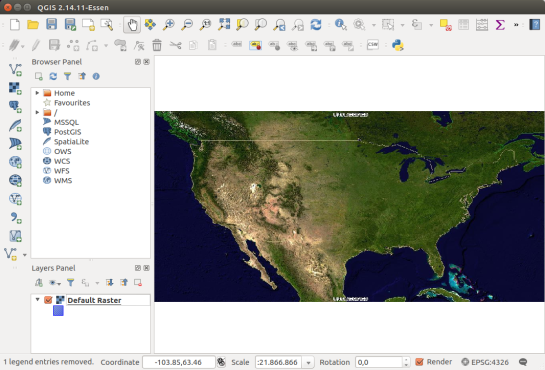 QGIS 2.14.11-Essen
Browser Panel
Home
Favourites
/
MSSQL
PostGIS
SpatiaLite
OWS
WCS
WFS
WMS
Layers Panel
Default Raster
1 legend entries removed. Coordinate -103.85,63.46 Scale :21.866.866 Rotation 0,0 Render EPSG:4326